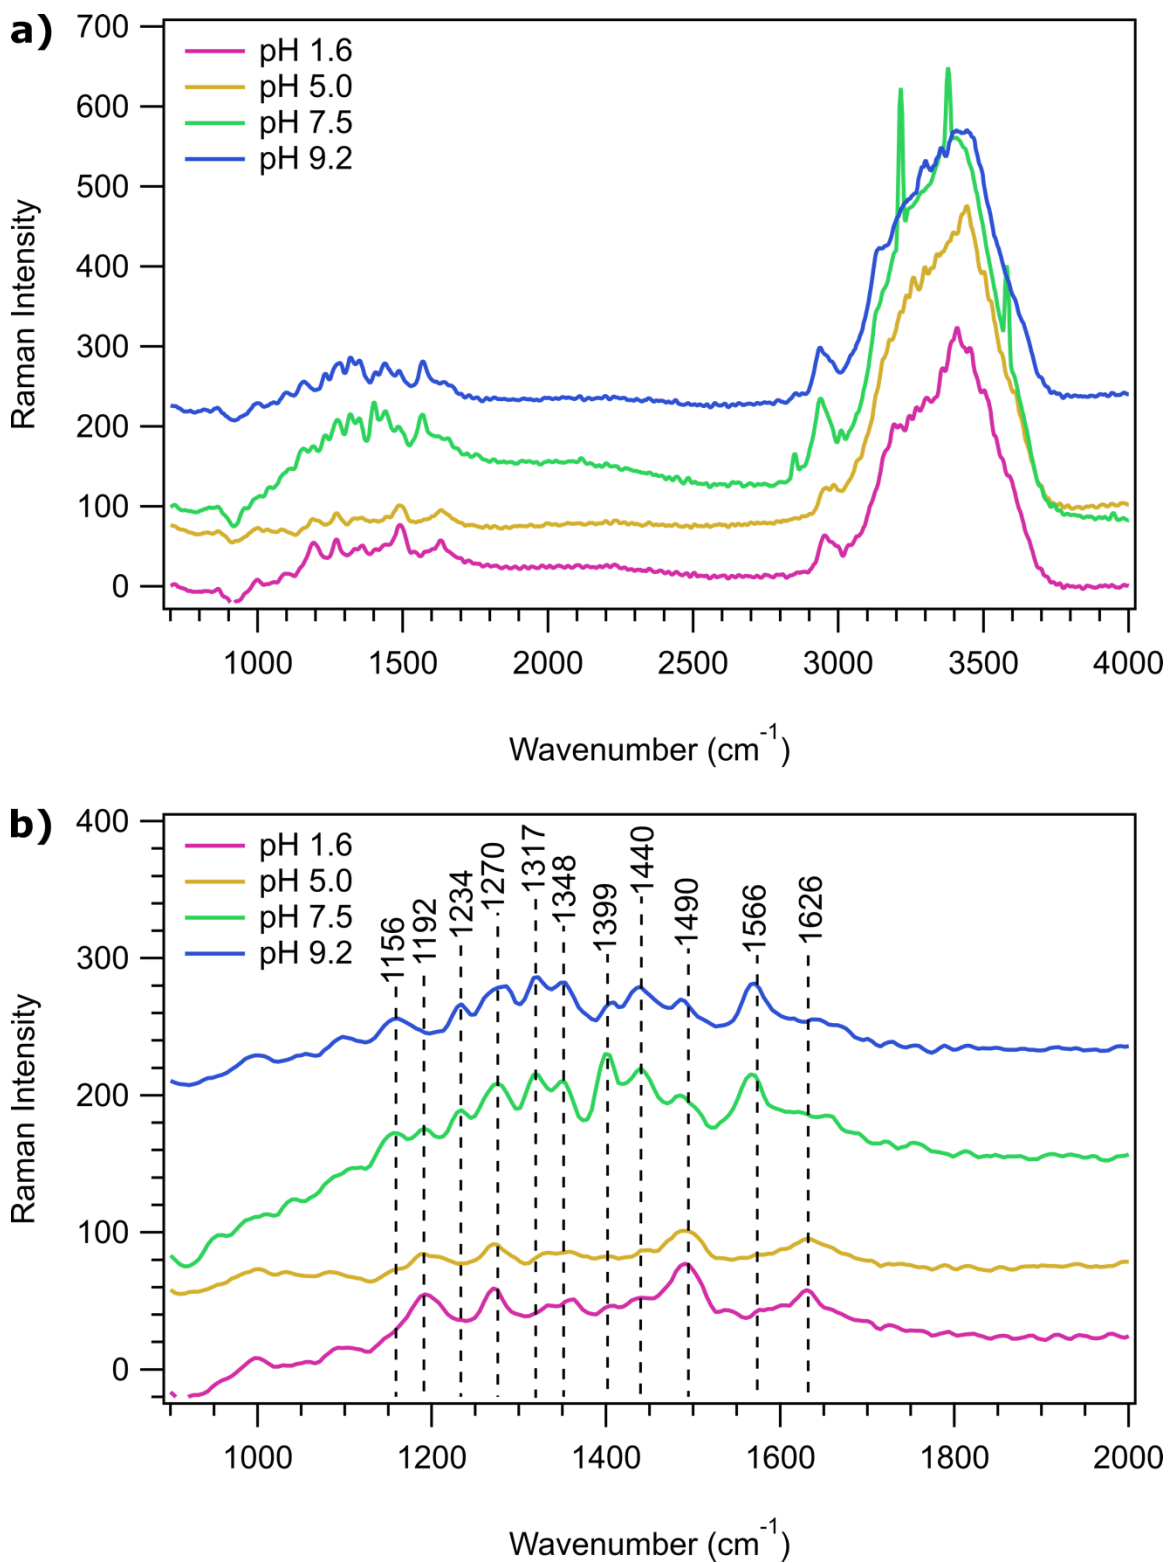 a)
700
600
500
400
300
200
100
0
Raman Intensity
pH 1.6
pH 5.0
pH 7.5
pH 9.2
1000 1500 2000 2500 3000 3500 4000
Wavenumber (cm⁻¹)
b)
400
300
200
100
0
Raman Intensity
pH 1.6
pH 5.0
pH 7.5
pH 9.2
1156
1192
1234
1270
1317
1348
1399
1440
1490
1566
1626
1000 1200 1400 1600 1800 2000
Wavenumber (cm⁻¹)